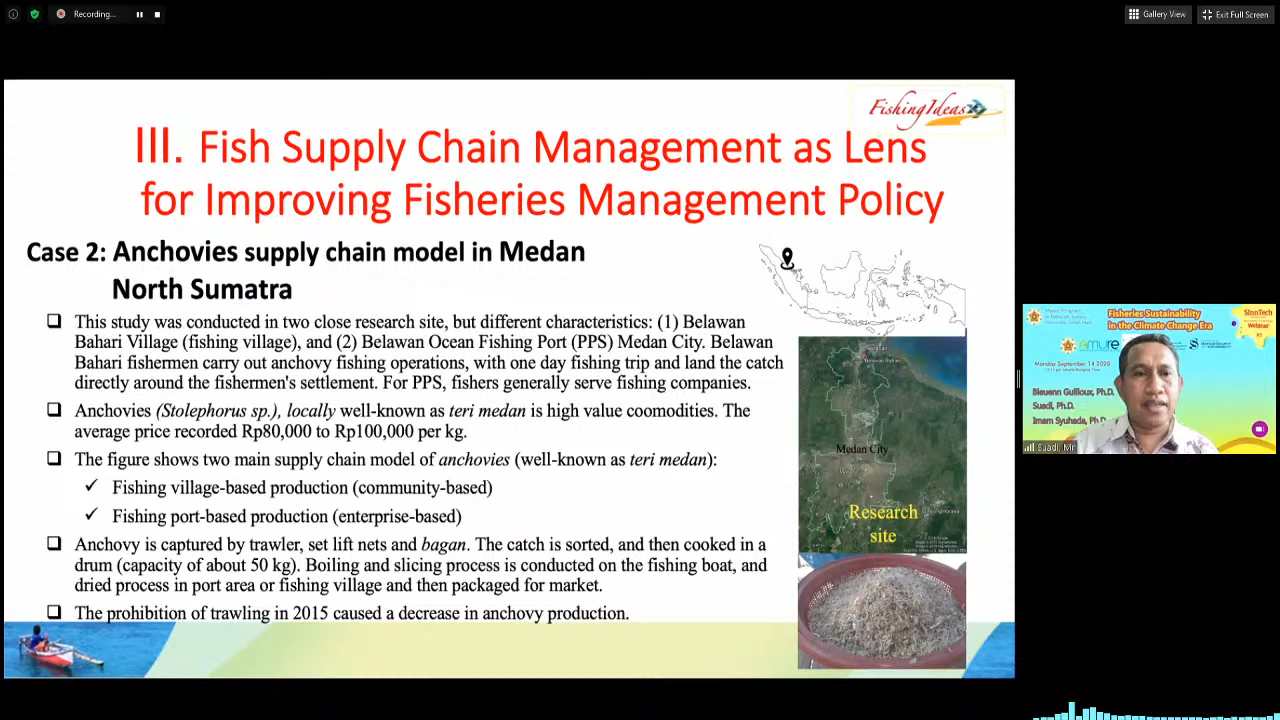 Recording...
Gallery View
Exit Full Screen
FishingIdeas
III. Fish Supply Chain Management as Lens
for Improving Fisheries Management Policy
Case 2: Anchovies supply chain model in Medan
North Sumatra
❑ This study was conducted in two close research site, but different characteristics: (1) Belawan
Bahari Village (fishing village), and (2) Belawan Ocean Fishing Port (PPS) Medan City. Belawan
Bahari fishermen carry out anchovy fishing operations, with one day fishing trip and land the catch
directly around the fishermen's settlement. For PPS, fishers generally serve fishing companies.
❑ Anchovies (Stolephorus sp.), locally well-known as teri medan is high value coomodities. The
average price recorded Rp80,000 to Rp100,000 per kg.
❑ The figure shows two main supply chain model of anchovies (well-known as teri medan):
✓ Fishing village-based production (community-based)
✓ Fishing port-based production (enterprise-based)
❑ Anchovy is captured by trawler, set lift nets and bagan. The catch is sorted, and then cooked in a
drum (capacity of about 50 kg). Boiling and slicing process is conducted on the fishing boat, and
dried process in port area or fishing village and then packaged for market.
❑ The prohibition of trawling in 2015 caused a decrease in anchovy production.
Medan City
Research
site
Fisheries Sustainability
in the Climate Change Era
SInnTech
Webinar
Amure
Monday September 14 2020
Bleuenn Guilloux, Ph.D.
Suadi, Ph.D.
Imam Syuhada, Ph.D.
Suadi, Mr